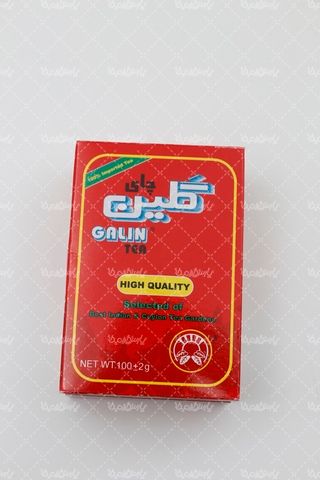 100% Imported Tea
چای
گلین
GALIN
TEA
HIGH QUALITY
Selected of
Best Indian & Ceylon Tea Gardens
NET WT.100±2g